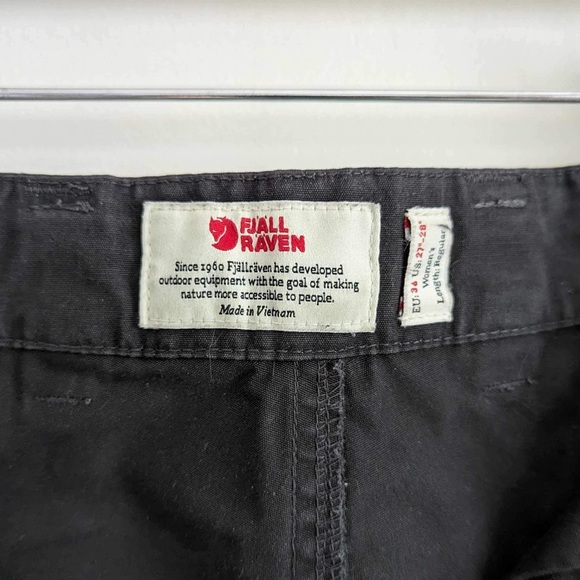 FJÄLL
RÄVEN
Since 1960 Fjällräven has developed
outdoor equipment with the goal of making
nature more accessible to people.
Made in Vietnam
EU: 36 US: 27"-28"
Women's
Length: Regular